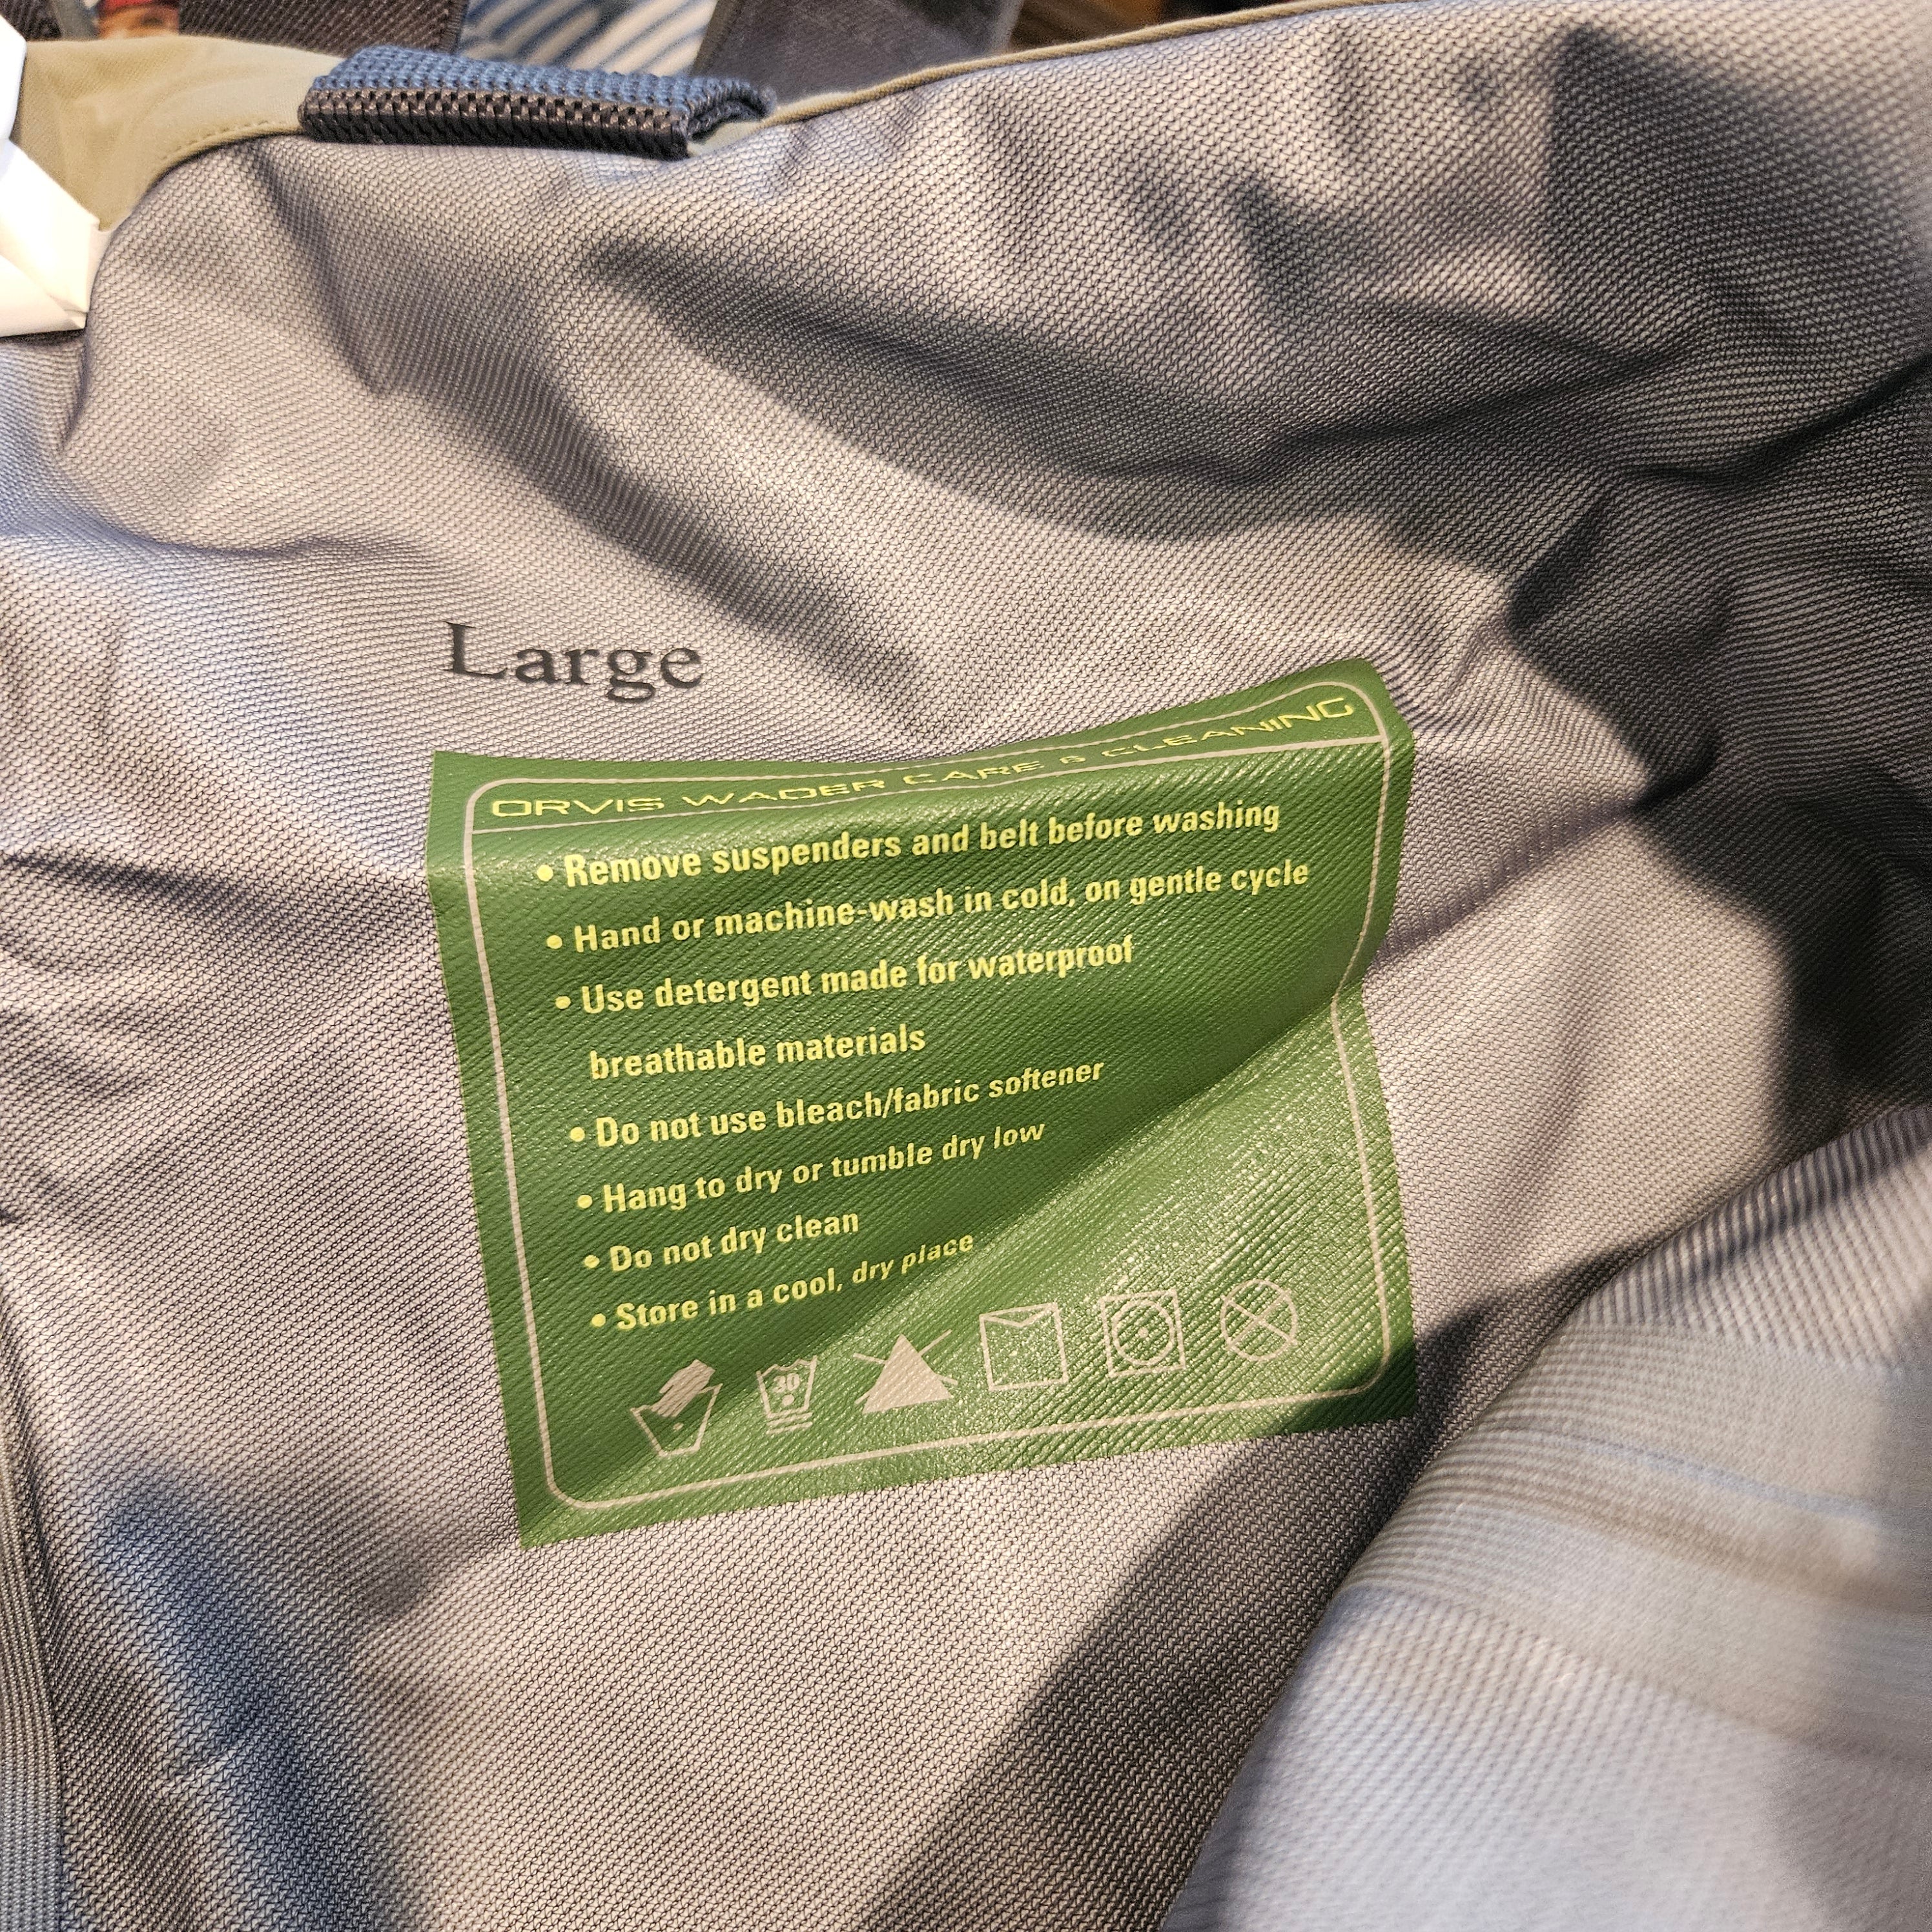 Large
ORVIS WADER CARE & CLEANING
• Remove suspenders and belt before washing
• Hand or machine-wash in cold, on gentle cycle
• Use detergent made for waterproof
breathable materials
• Do not use bleach/fabric softener
• Hang to dry or tumble dry low
• Do not dry clean
• Store in a cool, dry place
30